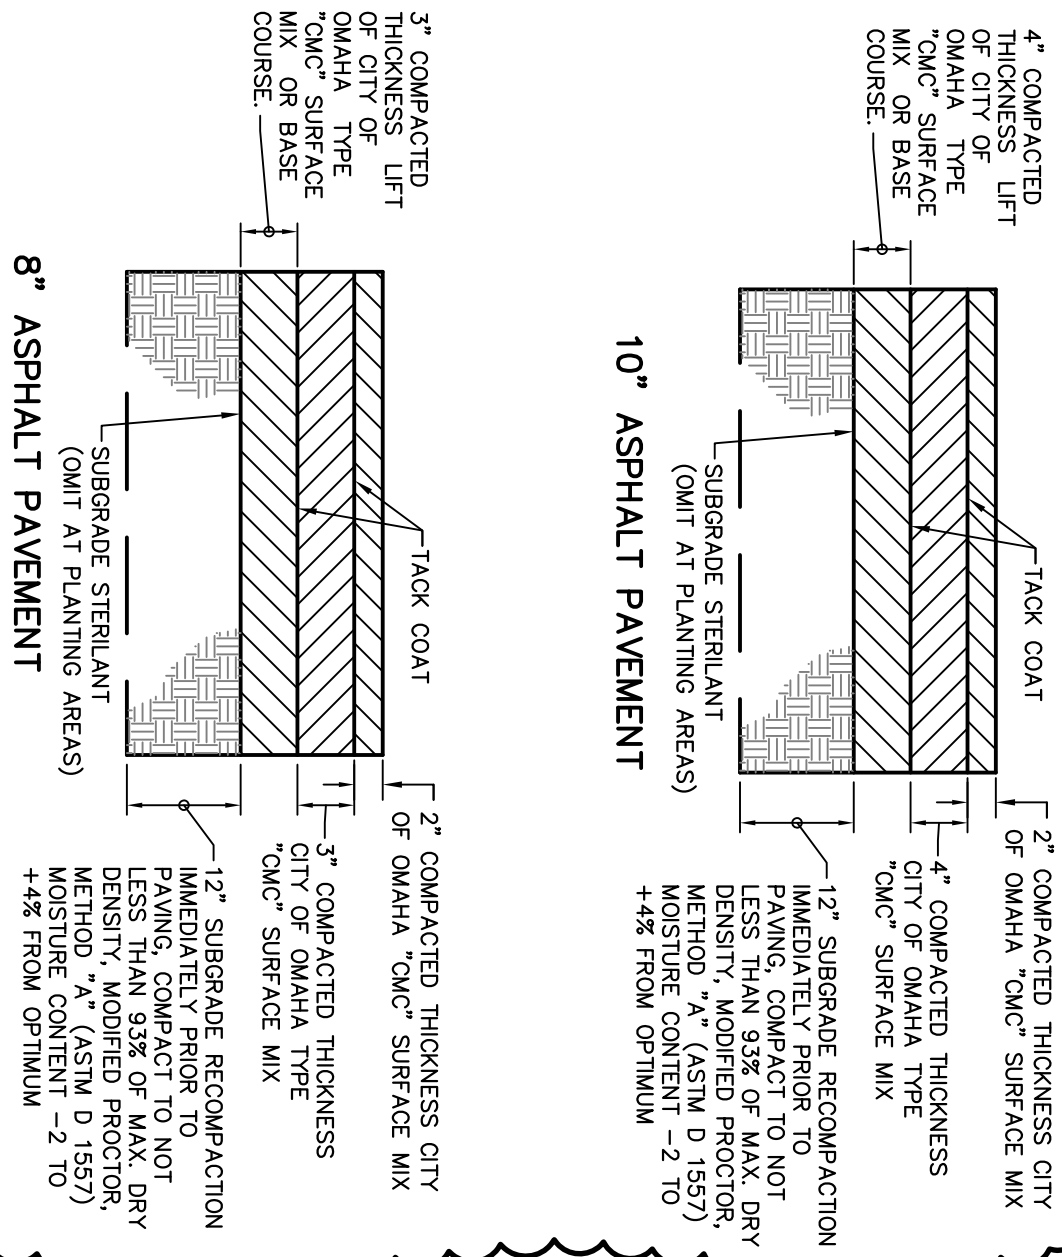 4" COMPACTED
THICKNESS LIFT
OF CITY OF
OMAHA TYPE
"CMC" SURFACE
MIX OR BASE
COURSE.
TACK COAT
2" COMPACTED THICKNESS CITY
OF OMAHA "CMC" SURFACE MIX
4" COMPACTED THICKNESS
CITY OF OMAHA TYPE
"CMC" SURFACE MIX
12" SUBGRADE RECOMPACTION
IMMEDIATELY PRIOR TO
PAVING, COMPACT TO NOT
LESS THAN 93% OF MAX. DRY
DENSITY, MODIFIED PROCTOR,
METHOD "A" (ASTM D 1557)
MOISTURE CONTENT -2 TO
+4% FROM OPTIMUM
SUBGRADE STERILANT
(OMIT AT PLANTING AREAS)
10" ASPHALT PAVEMENT
3" COMPACTED
THICKNESS LIFT
OF CITY OF
OMAHA TYPE
"CMC" SURFACE
MIX OR BASE
COURSE.
TACK COAT
2" COMPACTED THICKNESS CITY
OF OMAHA "CMC" SURFACE MIX
3" COMPACTED THICKNESS
CITY OF OMAHA TYPE
"CMC" SURFACE MIX
12" SUBGRADE RECOMPACTION
IMMEDIATELY PRIOR TO
PAVING, COMPACT TO NOT
LESS THAN 93% OF MAX. DRY
DENSITY, MODIFIED PROCTOR,
METHOD "A" (ASTM D 1557)
MOISTURE CONTENT -2 TO
+4% FROM OPTIMUM
SUBGRADE STERILANT
(OMIT AT PLANTING AREAS)
8" ASPHALT PAVEMENT